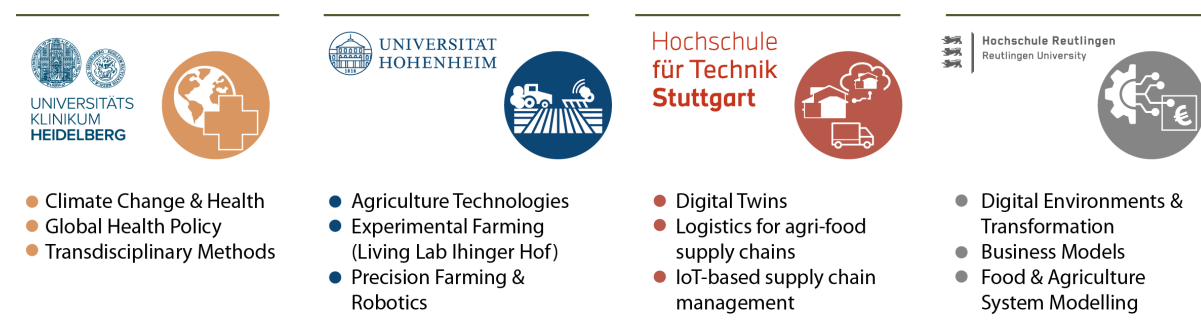 UNIVERSITÄTS
KLINIKUM
HEIDELBERG
Climate Change & Health
Global Health Policy
Transdisciplinary Methods
UNIVERSITÄT
HOHENHEIM
1818
Agriculture Technologies
Experimental Farming
(Living Lab Ihinger Hof)
Precision Farming &
Robotics
Hochschule
für Technik
Stuttgart
Digital Twins
Logistics for agri-food
supply chains
IoT-based supply chain
management
Hochschule Reutlingen
Reutlingen University
€
Digital Environments &
Transformation
Business Models
Food & Agriculture
System Modelling